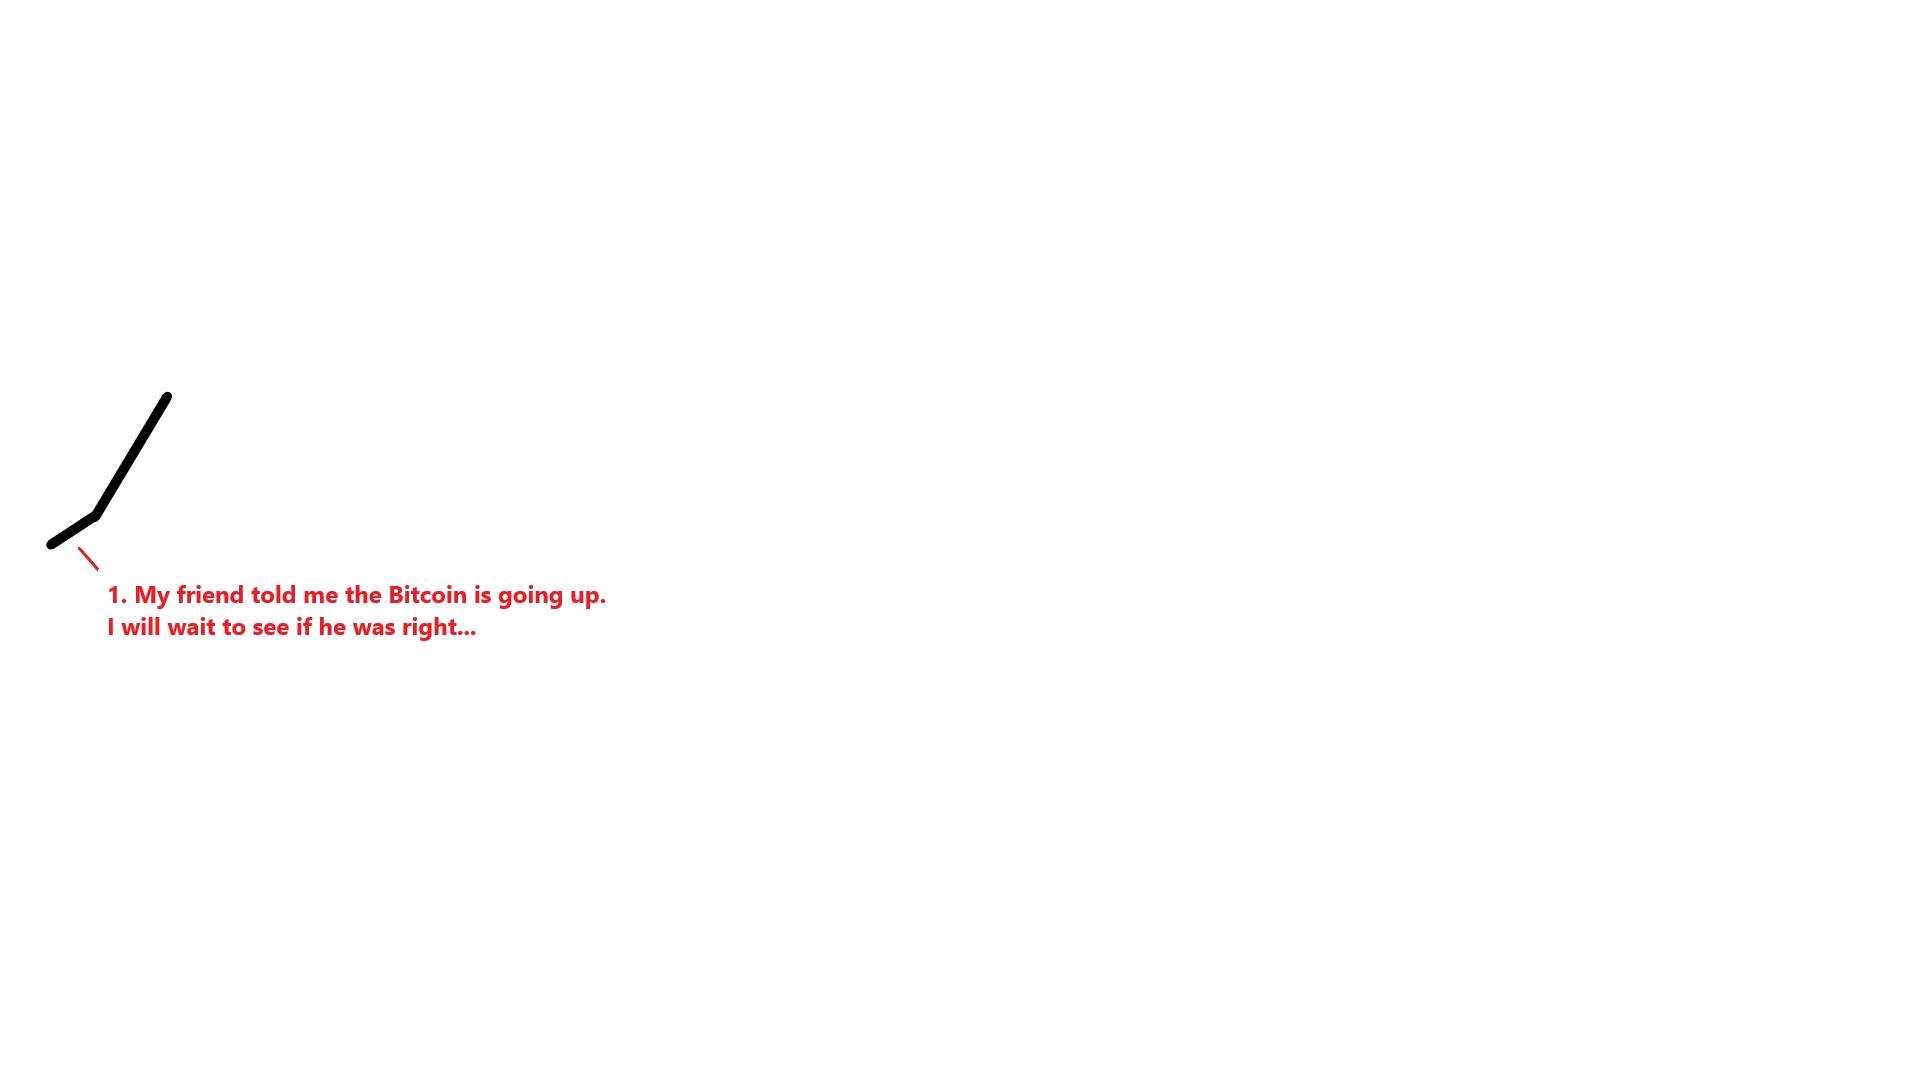 1. My friend told me the Bitcoin is going up.
I will wait to see if he was right...